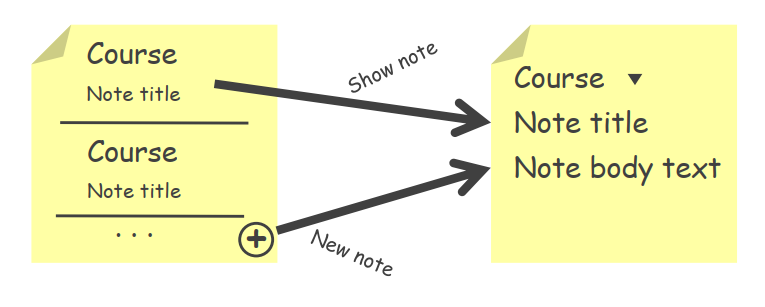 Course
Note title
Course
Note title
. . .
Show note
New note
Course
Note title
Note body text